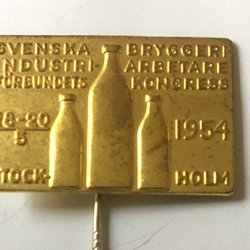 SVENSKA BRYGGERI
INDUSTRI- ARBETARE
FÖRBUNDETS KONGRESS
18-20 1954
5
STOCK- HOLM